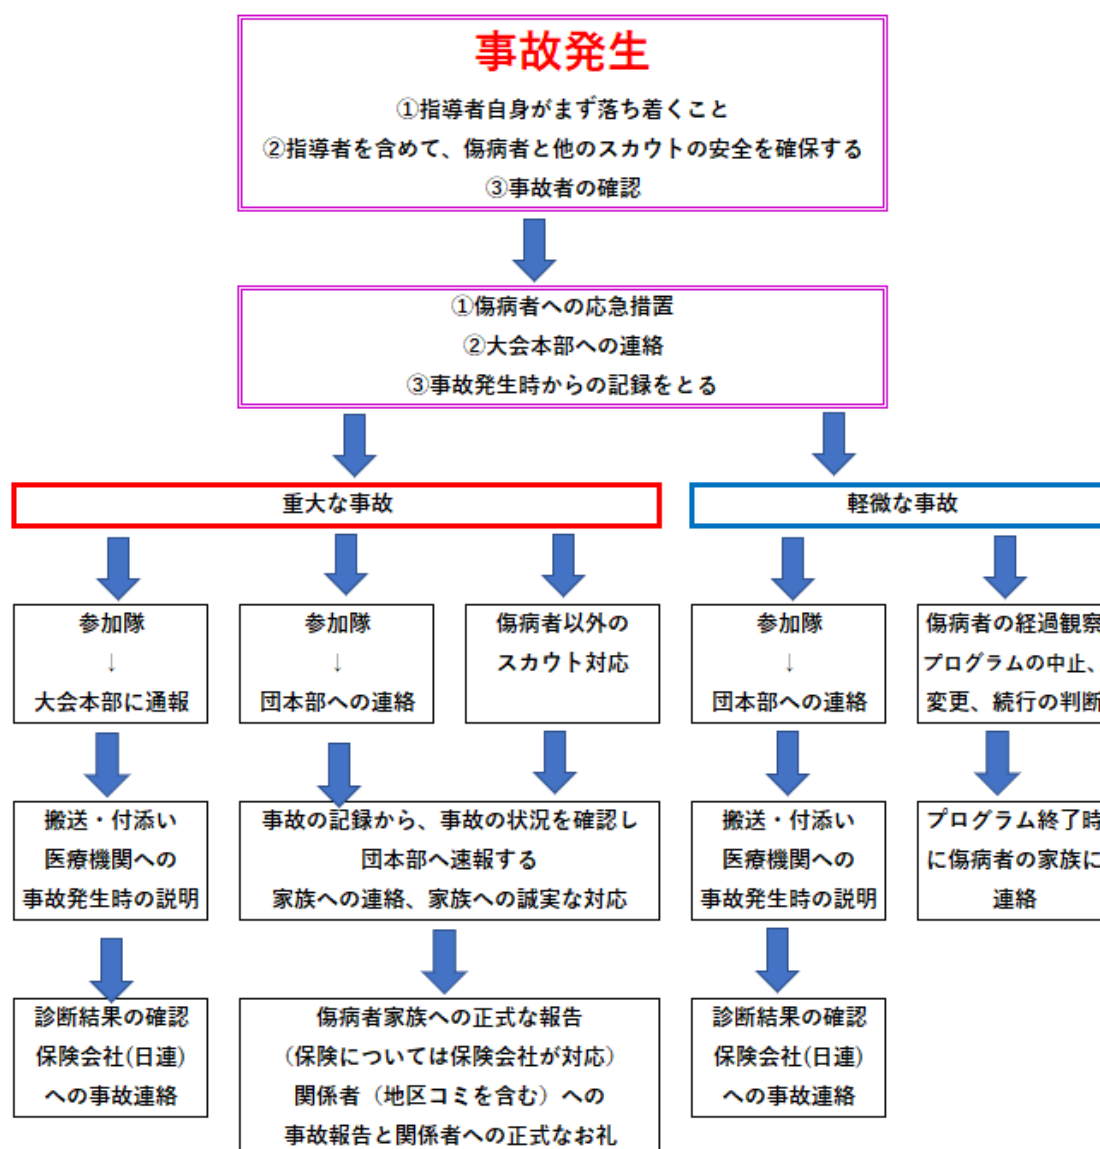 事故発生
①指導者自身がまず落ち着くこと
②指導者を含めて、傷病者と他のスカウトの安全を確保する
③事故者の確認
①傷病者への応急措置
②大会本部への連絡
③事故発生時からの記録をとる
重大な事故
軽微な事故
参加隊
↓
大会本部に通報
参加隊
↓
団本部への連絡
傷病者以外の
スカウト対応
参加隊
↓
団本部への連絡
傷病者の経過観察
プログラムの中止、
変更、続行の判断
搬送・付添い
医療機関への
事故発生時の説明
事故の記録から、事故の状況を確認し
団本部へ速報する
家族への連絡、家族への誠実な対応
搬送・付添い
医療機関への
事故発生時の説明
プログラム終了時
に傷病者の家族に
連絡
診断結果の確認
保険会社(日連)
への事故連絡
傷病者家族への正式な報告
（保険については保険会社が対応）
関係者（地区コミを含む）への
事故報告と関係者への正式なお礼
診断結果の確認
保険会社(日連)
への事故連絡